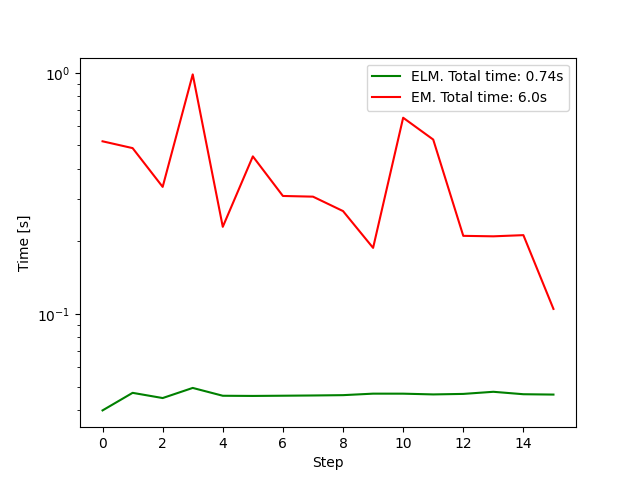 ELM. Total time: 0.74s
EM. Total time: 6.0s
10⁰
10⁻¹
Time [s]
0 2 4 6 8 10 12 14
Step